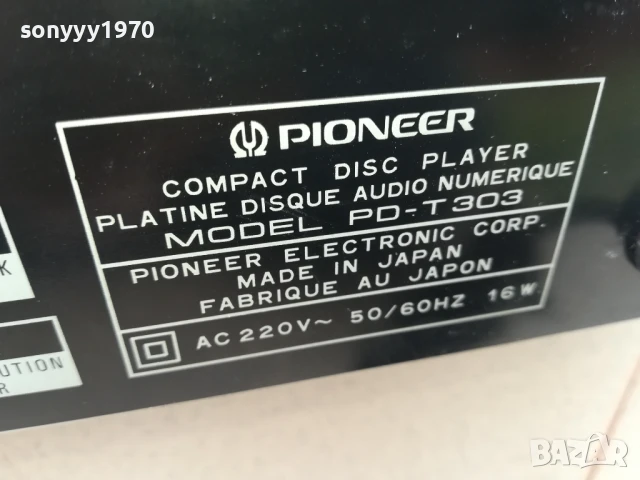 sonyyy1970
PIONEER
COMPACT DISC PLAYER
PLATINE DISQUE AUDIO NUMERIQUE
MODEL PD-T303
PIONEER ELECTRONIC CORP.
MADE IN JAPAN
FABRIQUE AU JAPON
AC 220V~ 50/60HZ 16W
K
UTION
R
BAZAR